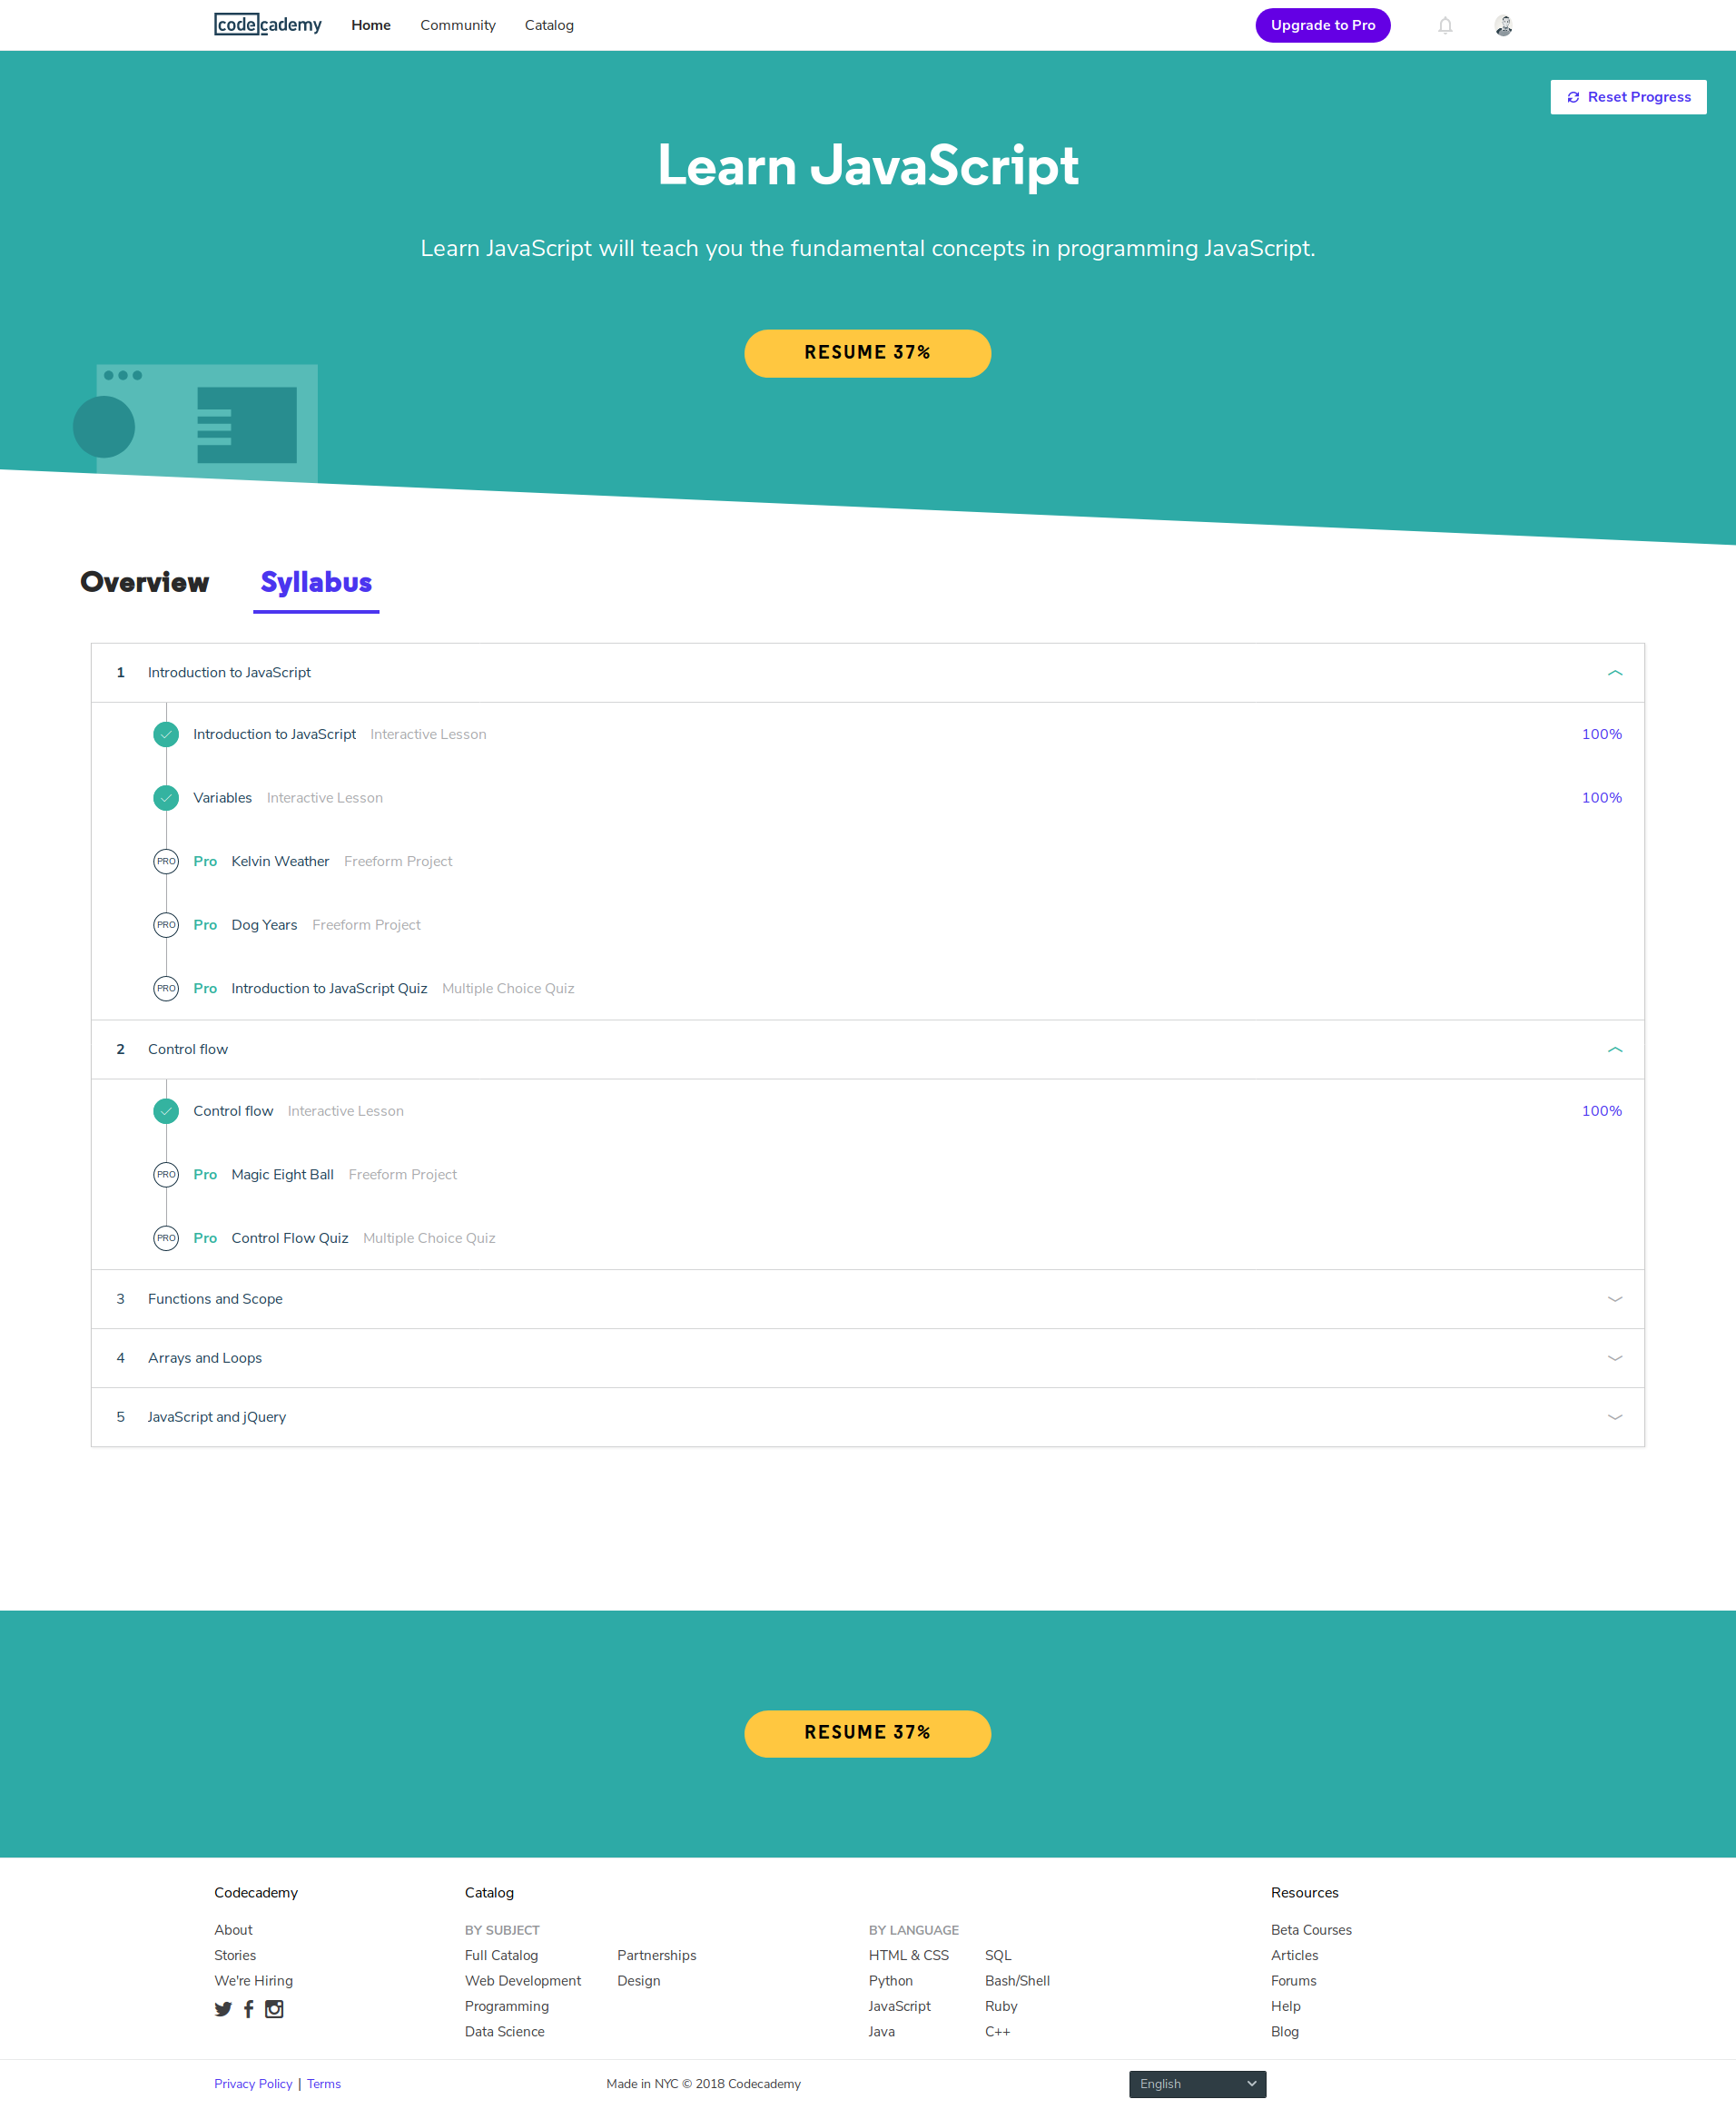 codecademy Home Community Catalog Upgrade to Pro
Reset Progress
Learn JavaScript
Learn JavaScript will teach you the fundamental concepts in programming JavaScript.
RESUME 37%
Overview Syllabus
1 Introduction to JavaScript
Introduction to JavaScript Interactive Lesson 100%
Variables Interactive Lesson 100%
PRO Pro Kelvin Weather Freeform Project
PRO Pro Dog Years Freeform Project
PRO Pro Introduction to JavaScript Quiz Multiple Choice Quiz
2 Control flow
Control flow Interactive Lesson 100%
PRO Pro Magic Eight Ball Freeform Project
PRO Pro Control Flow Quiz Multiple Choice Quiz
3 Functions and Scope
4 Arrays and Loops
5 JavaScript and jQuery
RESUME 37%
Codecademy
About
Stories
We're Hiring
Catalog
BY SUBJECT
Full Catalog
Web Development
Programming
Data Science
Partnerships
Design
BY LANGUAGE
HTML & CSS
Python
JavaScript
Java
SQL
Bash/Shell
Ruby
C++
Resources
Beta Courses
Articles
Forums
Help
Blog
Privacy Policy | Terms
Made in NYC © 2018 Codecademy
English